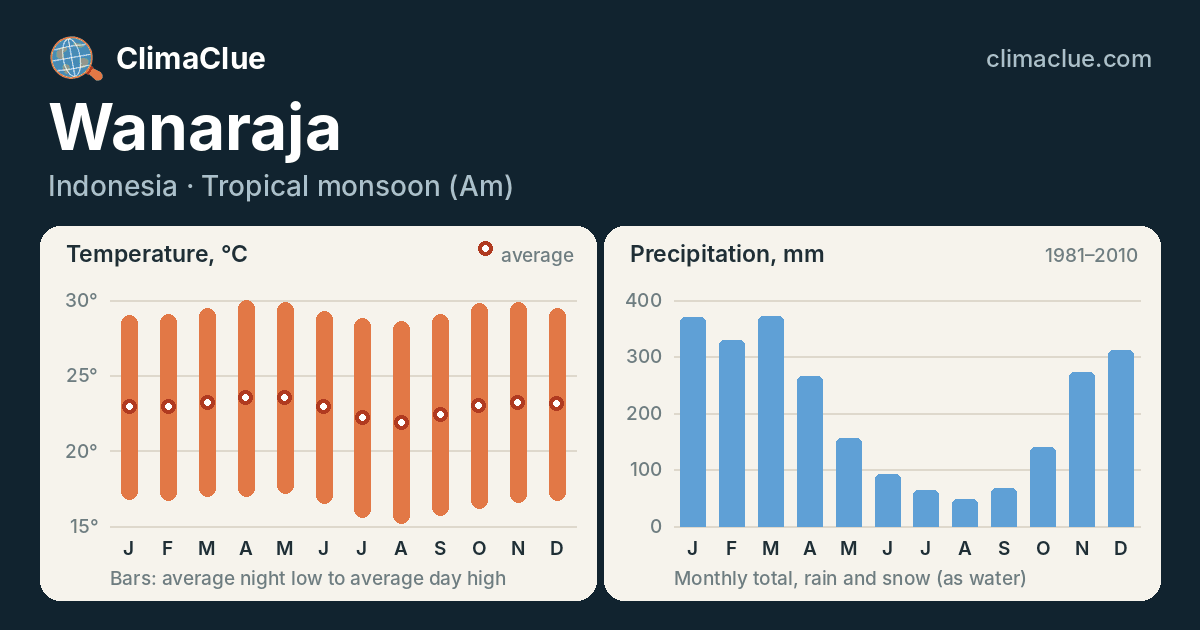 ClimaClue
climaclue.com
Wanaraja
Indonesia · Tropical monsoon (Am)
Temperature, °C
average
30°
25°
20°
15°
J F M A M J J A S O N D
Bars: average night low to average day high
Precipitation, mm
1981–2010
400
300
200
100
0
J F M A M J J A S O N D
Monthly total, rain and snow (as water)